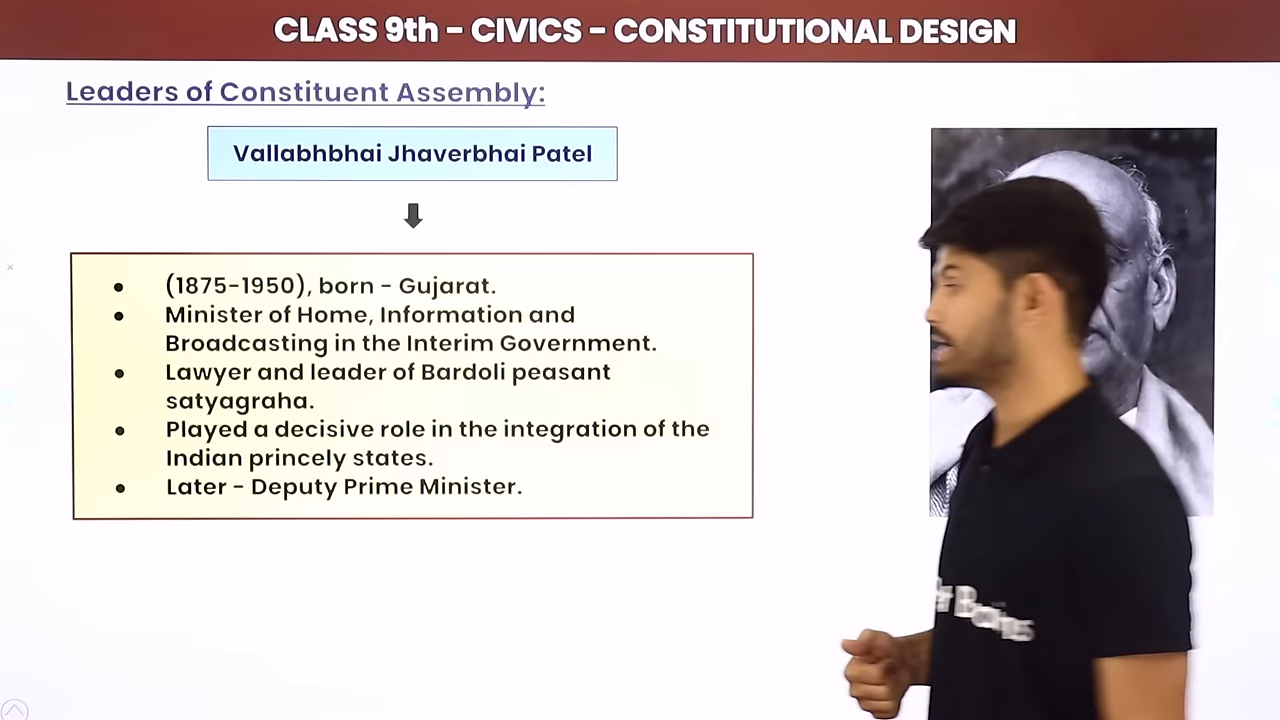 CLASS 9th - CIVICS - CONSTITUTIONAL DESIGN
Leaders of Constituent Assembly:
Vallabhbhai Jhaverbhai Patel
(1875-1950), born - Gujarat.
Minister of Home, Information and
Broadcasting in the Interim Government.
Lawyer and leader of Bardoli peasant
satyagraha.
Played a decisive role in the integration of the
Indian princely states.
Later - Deputy Prime Minister.